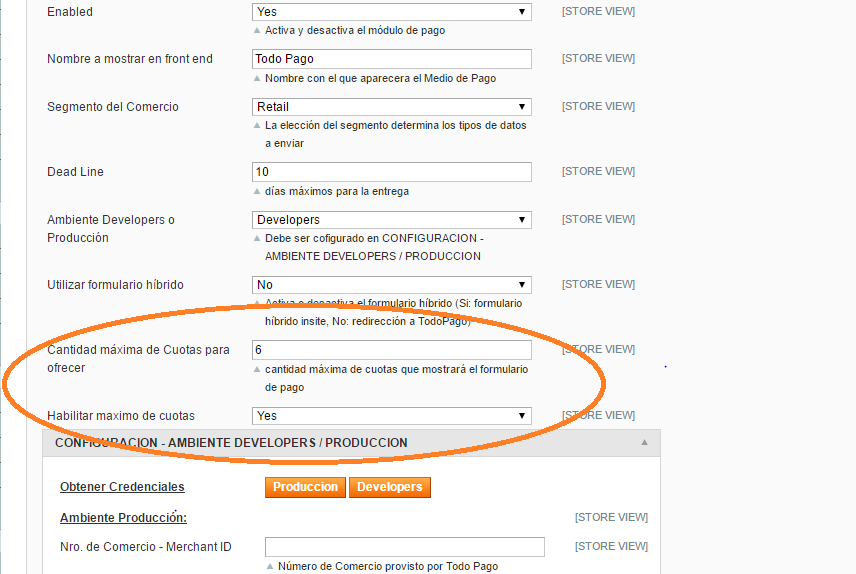 Enabled Yes [STORE VIEW]
Activa y desactiva el módulo de pago
Nombre a mostrar en front end Todo Pago [STORE VIEW]
Nombre con el que aparecera el Medio de Pago
Segmento del Comercio Retail [STORE VIEW]
La elección del segmento determina los tipos de datos
a enviar
Dead Line 10 [STORE VIEW]
días máximos para la entrega
Ambiente Developers o Developers [STORE VIEW]
Producción
Debe ser cofigurado en CONFIGURACION -
AMBIENTE DEVELOPERS / PRODUCCION
Utilizar formulario híbrido No [STORE VIEW]
Activa o desactiva el formulario híbrido (Si: formulario
híbrido insite, No: redirección a TodoPago)
Cantidad máxima de Cuotas para 6 [STORE VIEW]
ofrecer
cantidad máxima de cuotas que mostrará el formulario
de pago
Habilitar maximo de cuotas Yes [STORE VIEW]
CONFIGURACION - AMBIENTE DEVELOPERS / PRODUCCION
Obtener Credenciales Produccion Developers
Ambiente Producción: [STORE VIEW]
Nro. de Comercio - Merchant ID [STORE VIEW]
Número de Comercio provisto por Todo Pago